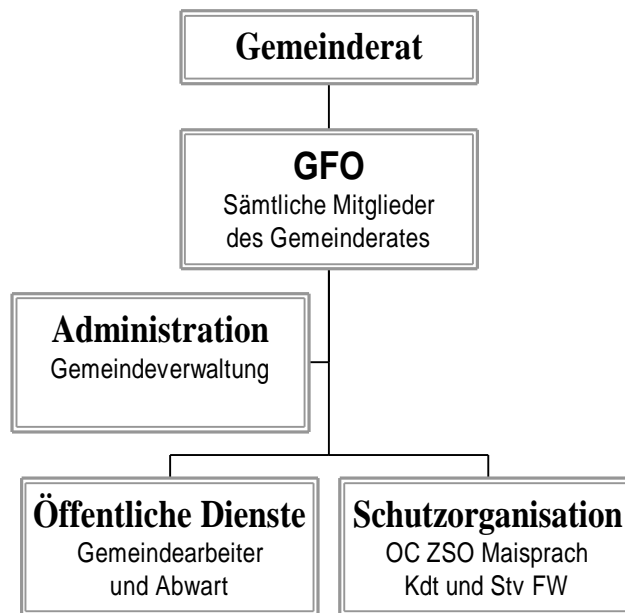 Gemeinderat
GFO
Sämtliche Mitglieder
des Gemeinderates
Administration
Gemeindeverwaltung
Öffentliche Dienste
Gemeindearbeiter
und Abwart
Schutzorganisation
OC ZSO Maisprach
Kdt und Stv FW